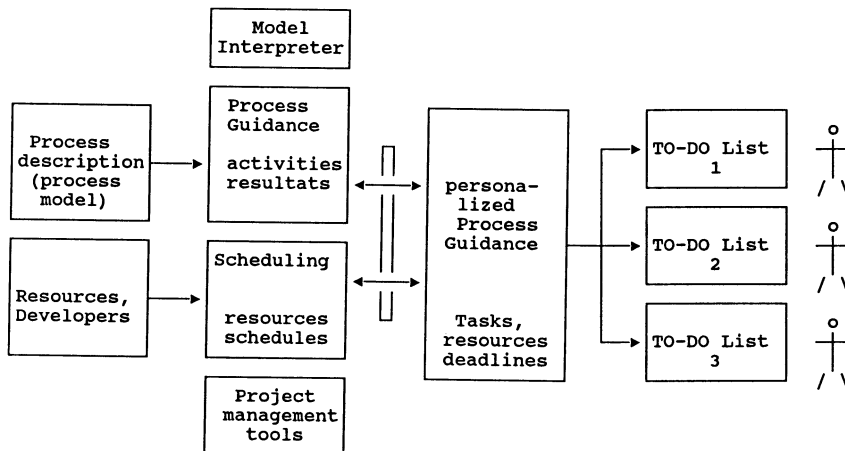 Model
Interpreter
Process
Guidance
activities
resultats
Process
description
(process
model)
Scheduling
resources
schedules
Resources,
Developers
Project
management
tools
persona-
lized
Process
Guidance
Tasks,
resources
deadlines
TO-DO List
1
TO-DO List
2
TO-DO List
3